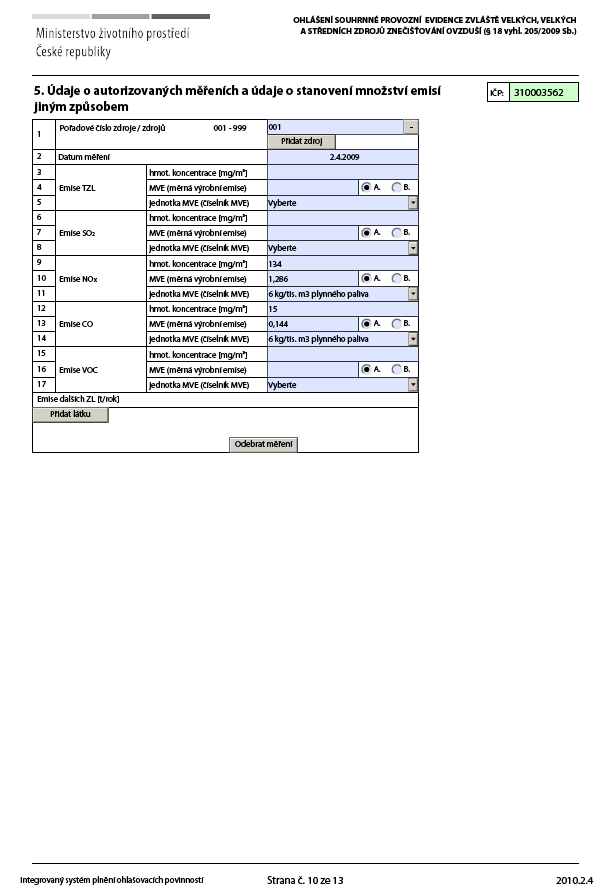 Ministerstvo životního prostředí
České republiky
OHLÁŠENÍ SOUHRNNÉ PROVOZNÍ EVIDENCE ZVLÁŠTĚ VELKÝCH, VELKÝCH
A STŘEDNÍCH ZDROJŮ ZNEČIŠŤOVÁNÍ OVZDUŠÍ (§ 18 vyhl. 205/2009 Sb.)
5. Údaje o autorizovaných měřeních a údaje o stanovení množství emisí
jiným způsobem
IČP: 310003562
1 Pořadové číslo zdroje / zdrojů 001 - 999 001 -
Přidat zdroj
2 Datum měření 2.4.2009
3 hmot. koncentrace [mg/m³]
4 Emise TZL MVE (měrná výrobní emise) A. B.
5 jednotka MVE (číselník MVE) Vyberte
6 hmot. koncentrace [mg/m³]
7 Emise SO₂ MVE (měrná výrobní emise) A. B.
8 jednotka MVE (číselník MVE) Vyberte
9 hmot. koncentrace [mg/m³] 134
10 Emise NOx MVE (měrná výrobní emise) 1,286 A. B.
11 jednotka MVE (číselník MVE) 6 kg/tis. m3 plynného paliva
12 hmot. koncentrace [mg/m³] 15
13 Emise CO MVE (měrná výrobní emise) 0,144 A. B.
14 jednotka MVE (číselník MVE) 6 kg/tis. m3 plynného paliva
15 hmot. koncentrace [mg/m³]
16 Emise VOC MVE (měrná výrobní emise) A. B.
17 jednotka MVE (číselník MVE) Vyberte
Emise dalších ZL [t/rok]
Přidat látku
Odebrat měření
Integrovaný systém plnění ohlašovacích povinností Strana č. 10 ze 13 2010.2.4